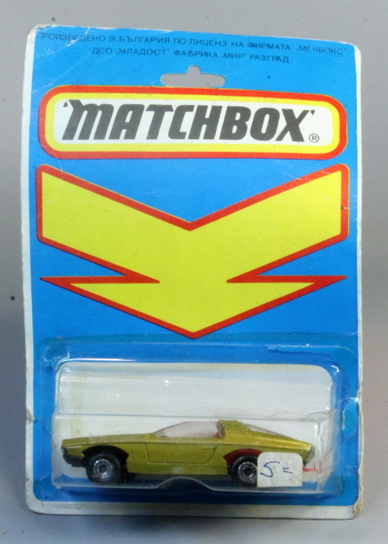 ПРОИЗВЕДЕНО В БЪЛГАРИЯ ПО ЛИЦЕНЗ НА ФИРМАТА „МЕЧБОКС"
ДСО „МЛАДОСТ" ФАБРИКА „МИР" РАЗГРАД
'MATCHBOX' ®
5=